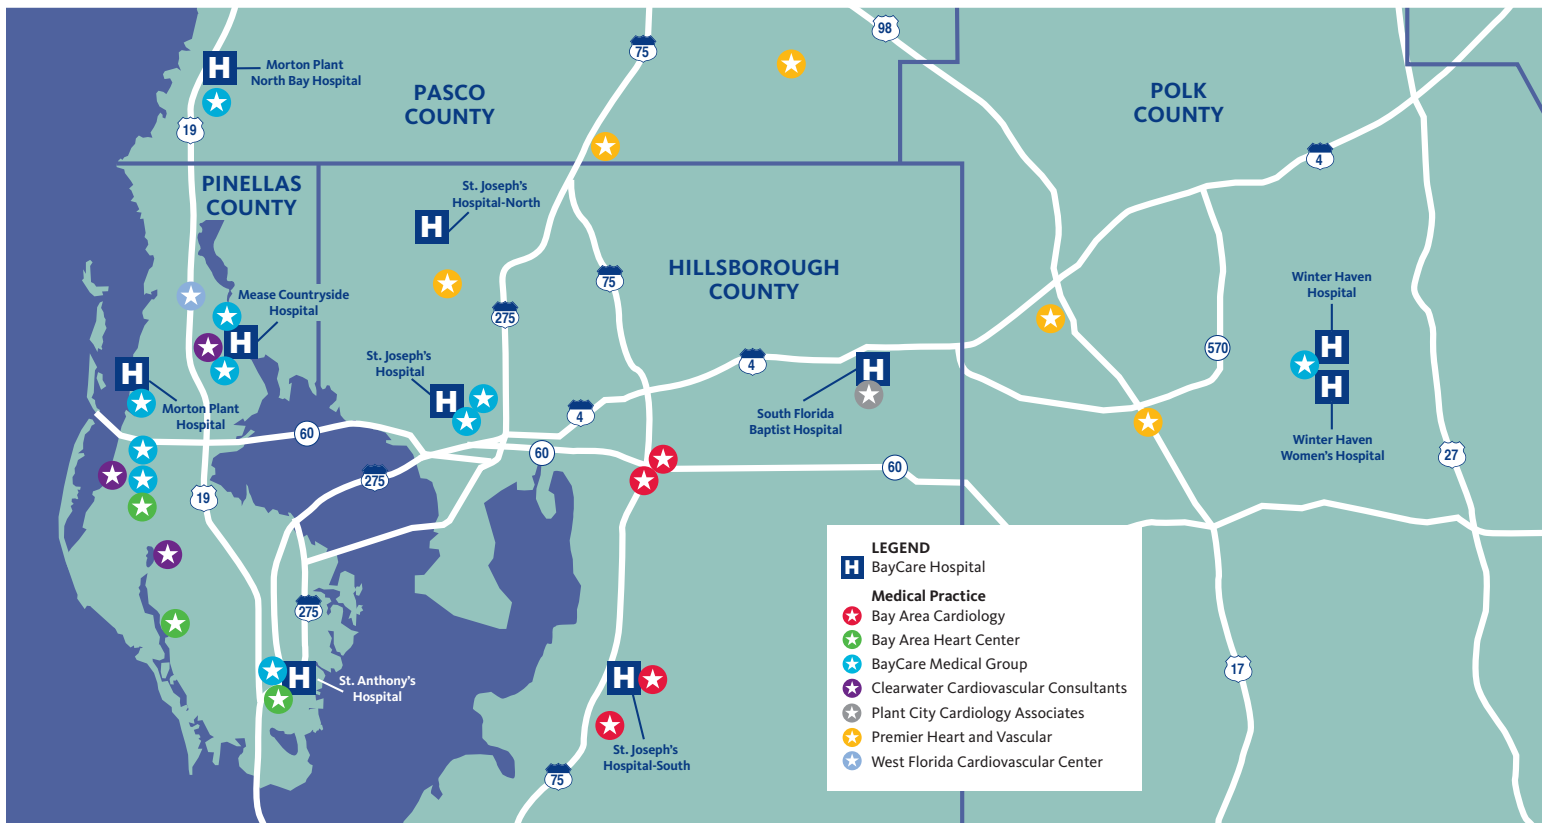 98
75
Morton Plant
North Bay Hospital
PASCO
COUNTY
POLK
COUNTY
19
4
PINELLAS
COUNTY
St. Joseph's
Hospital-North
HILLSBOROUGH
COUNTY
75
Winter Haven
Hospital
Mease Countryside
Hospital
275
570
St. Joseph's
Hospital
4
Morton Plant
Hospital
South Florida
Baptist Hospital
4
60
60
60
Winter Haven
Women's Hospital
27
275
19
275
17
St. Anthony's
Hospital
St. Joseph's
Hospital-South
75
H
H
H
H
H
H
H
H
H
H
LEGEND
H BayCare Hospital
Medical Practice
Bay Area Cardiology
Bay Area Heart Center
BayCare Medical Group
Clearwater Cardiovascular Consultants
Plant City Cardiology Associates
Premier Heart and Vascular
West Florida Cardiovascular Center